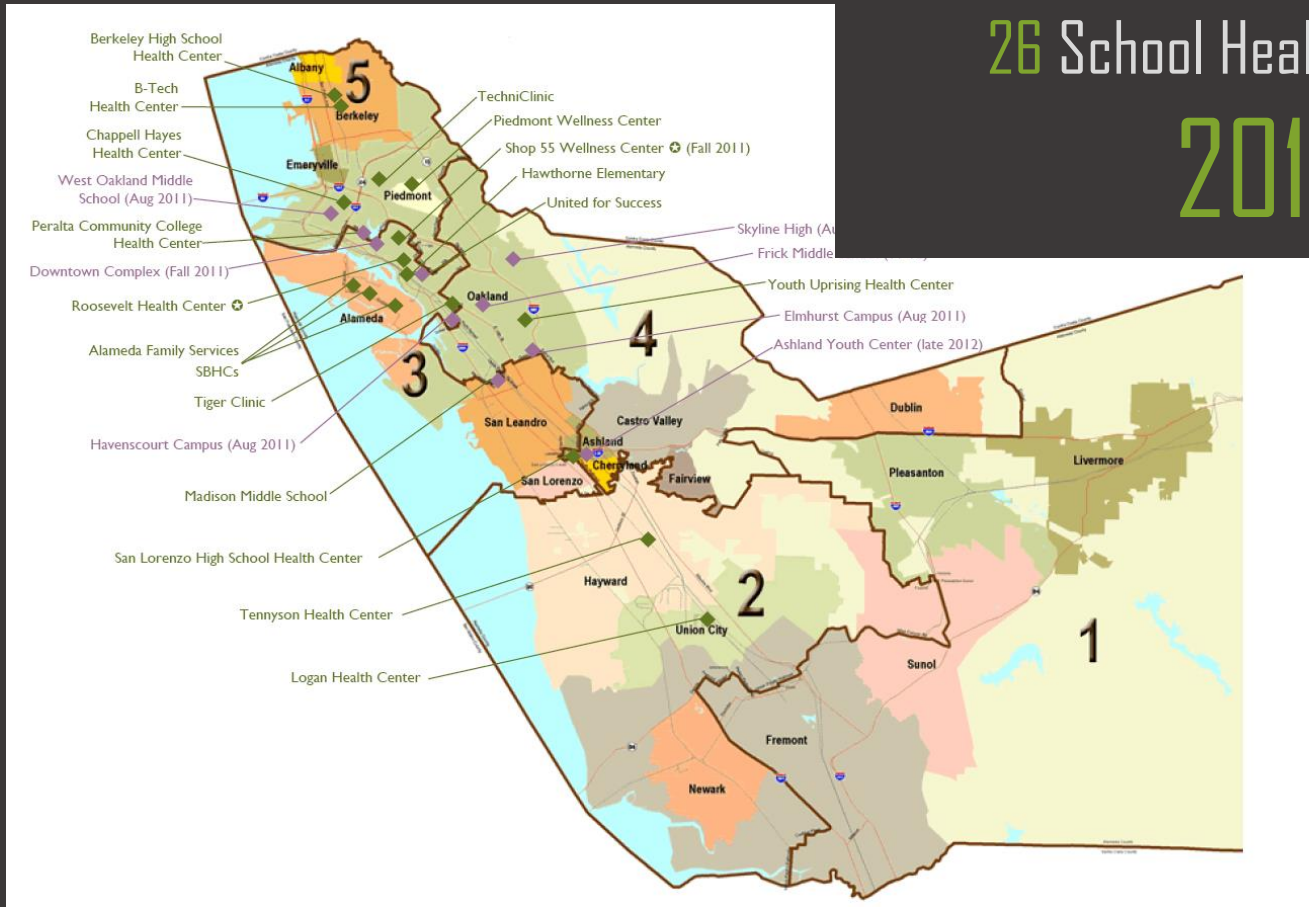 26 School Heal
201
Berkeley High School
Health Center
B-Tech
Health Center
Chappell Hayes
Health Center
West Oakland Middle
School (Aug 2011)
Peralta Community College
Health Center
Downtown Complex (Fall 2011)
Roosevelt Health Center ✪
Alameda Family Services
SBHCs
Tiger Clinic
Havenscourt Campus (Aug 2011)
Madison Middle School
San Lorenzo High School Health Center
Tennyson Health Center
Logan Health Center
TechniClinic
Piedmont Wellness Center
Shop 55 Wellness Center ✪ (Fall 2011)
Hawthorne Elementary
United for Success
Skyline High (Au
Frick Middle
Youth Uprising Health Center
Elmhurst Campus (Aug 2011)
Ashland Youth Center (late 2012)
Albany
5
Berkeley
Emeryville
Piedmont
Oakland
Alameda
4
3
San Leandro
Castro Valley
Ashland
Cherryland
San Lorenzo
Fairview
Dublin
Pleasanton
Livermore
Hayward
2
Union City
Sunol
1
Fremont
Newark